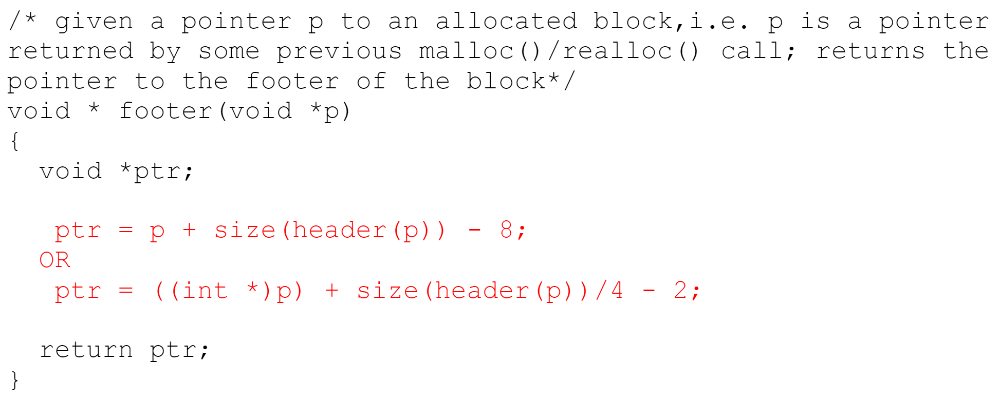 /* given a pointer p to an allocated block,i.e. p is a pointer
returned by some previous malloc()/realloc() call; returns the
pointer to the footer of the block*/
void * footer(void *p)
{
  void *ptr;

   ptr = p + size(header(p)) - 8;
  OR
   ptr = ((int *)p) + size(header(p))/4 - 2;

  return ptr;
}